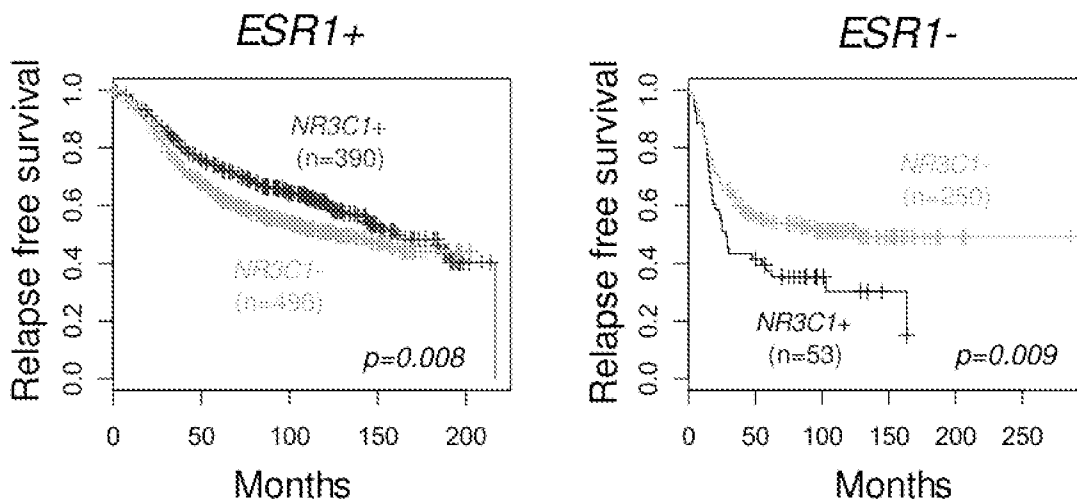 ESR1+
Relapse free survival
1.0
0.8
0.6
0.4
0.2
0.0
NR3C1+
(n=390)
NR3C1-
(n=490)
p=0.008
0 50 100 150 200
Months
ESR1-
Relapse free survival
1.0
0.8
0.6
0.4
0.2
0.0
NR3C1-
(n=250)
NR3C1+
(n=53)
p=0.009
0 50 100 150 200 250
Months